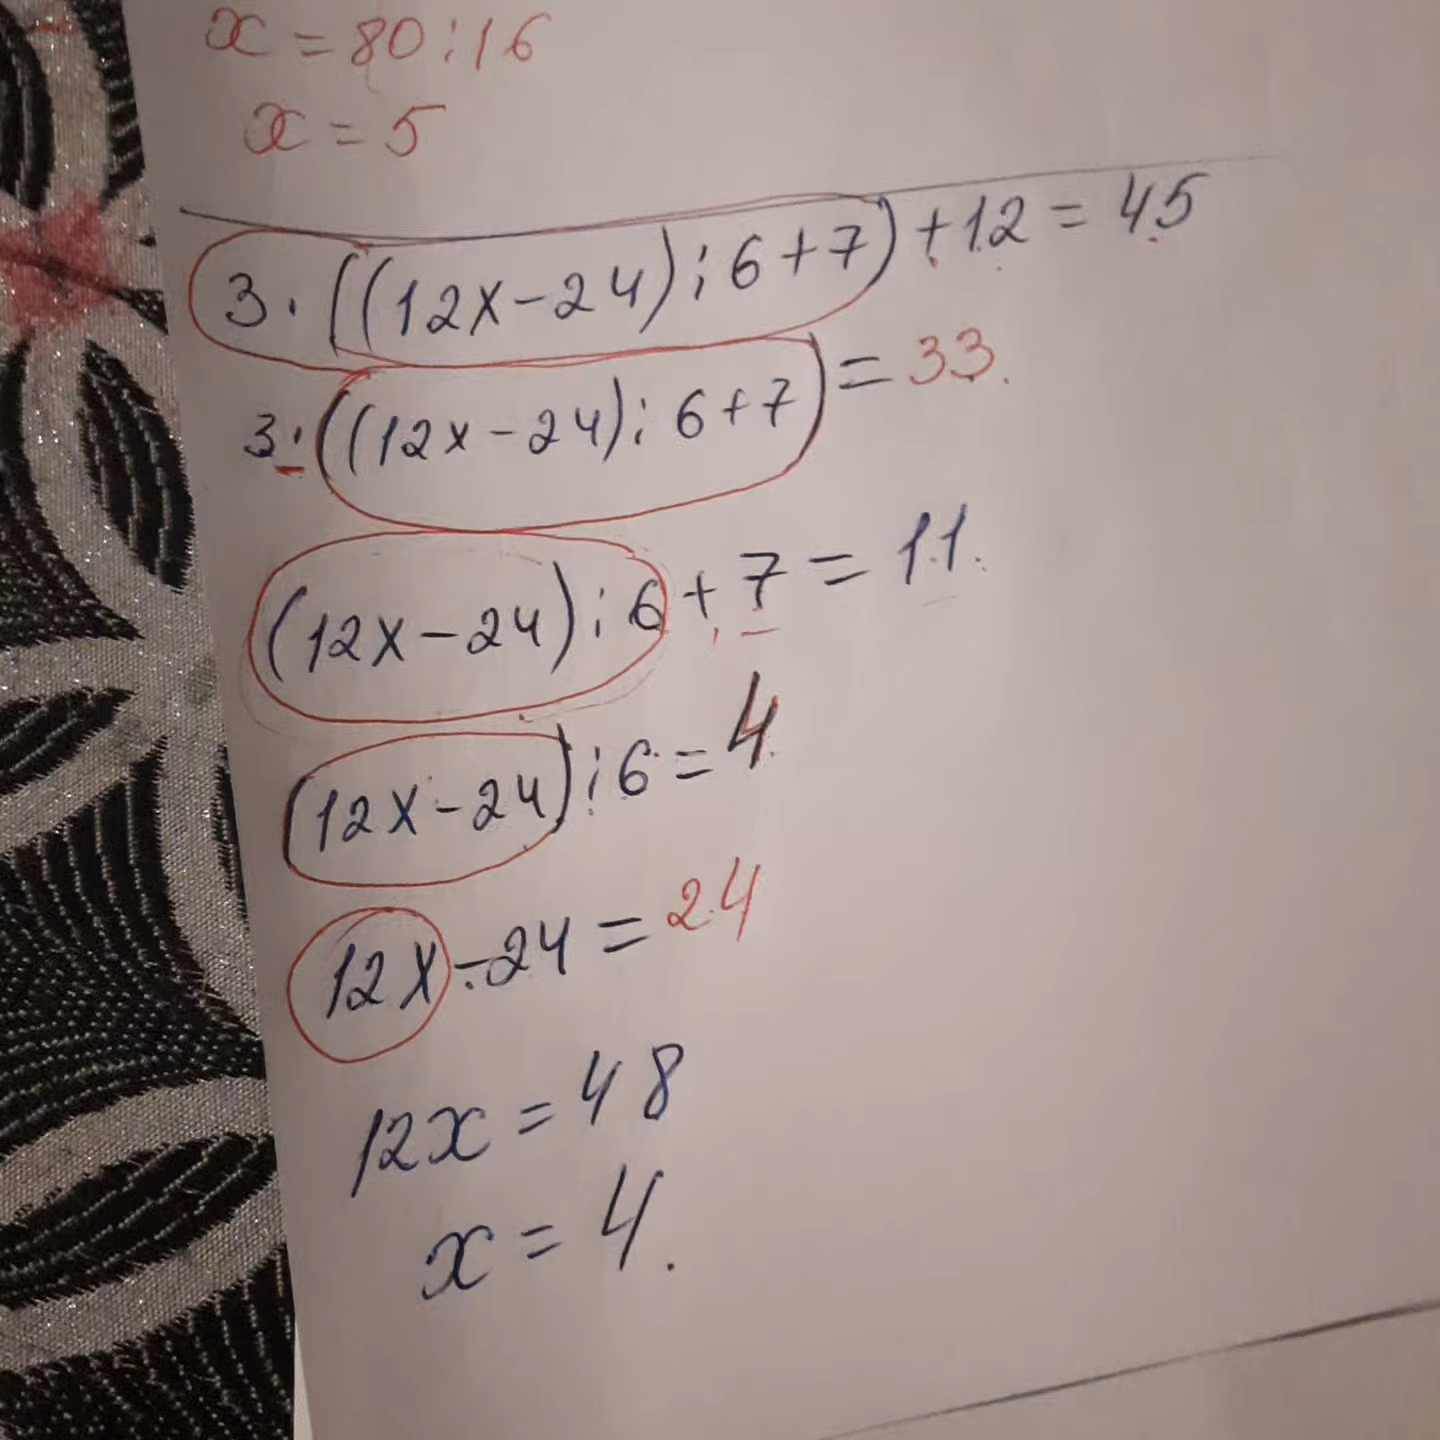 x = 80 : 16
x = 5
3 · ((12x - 24) : 6 + 7) + 12 = 45
3 · ((12x - 24) : 6 + 7) = 33.
(12x - 24) : 6 + 7 = 11.
(12x - 24) : 6 = 4
12x - 24 = 24
12x = 48
x = 4.